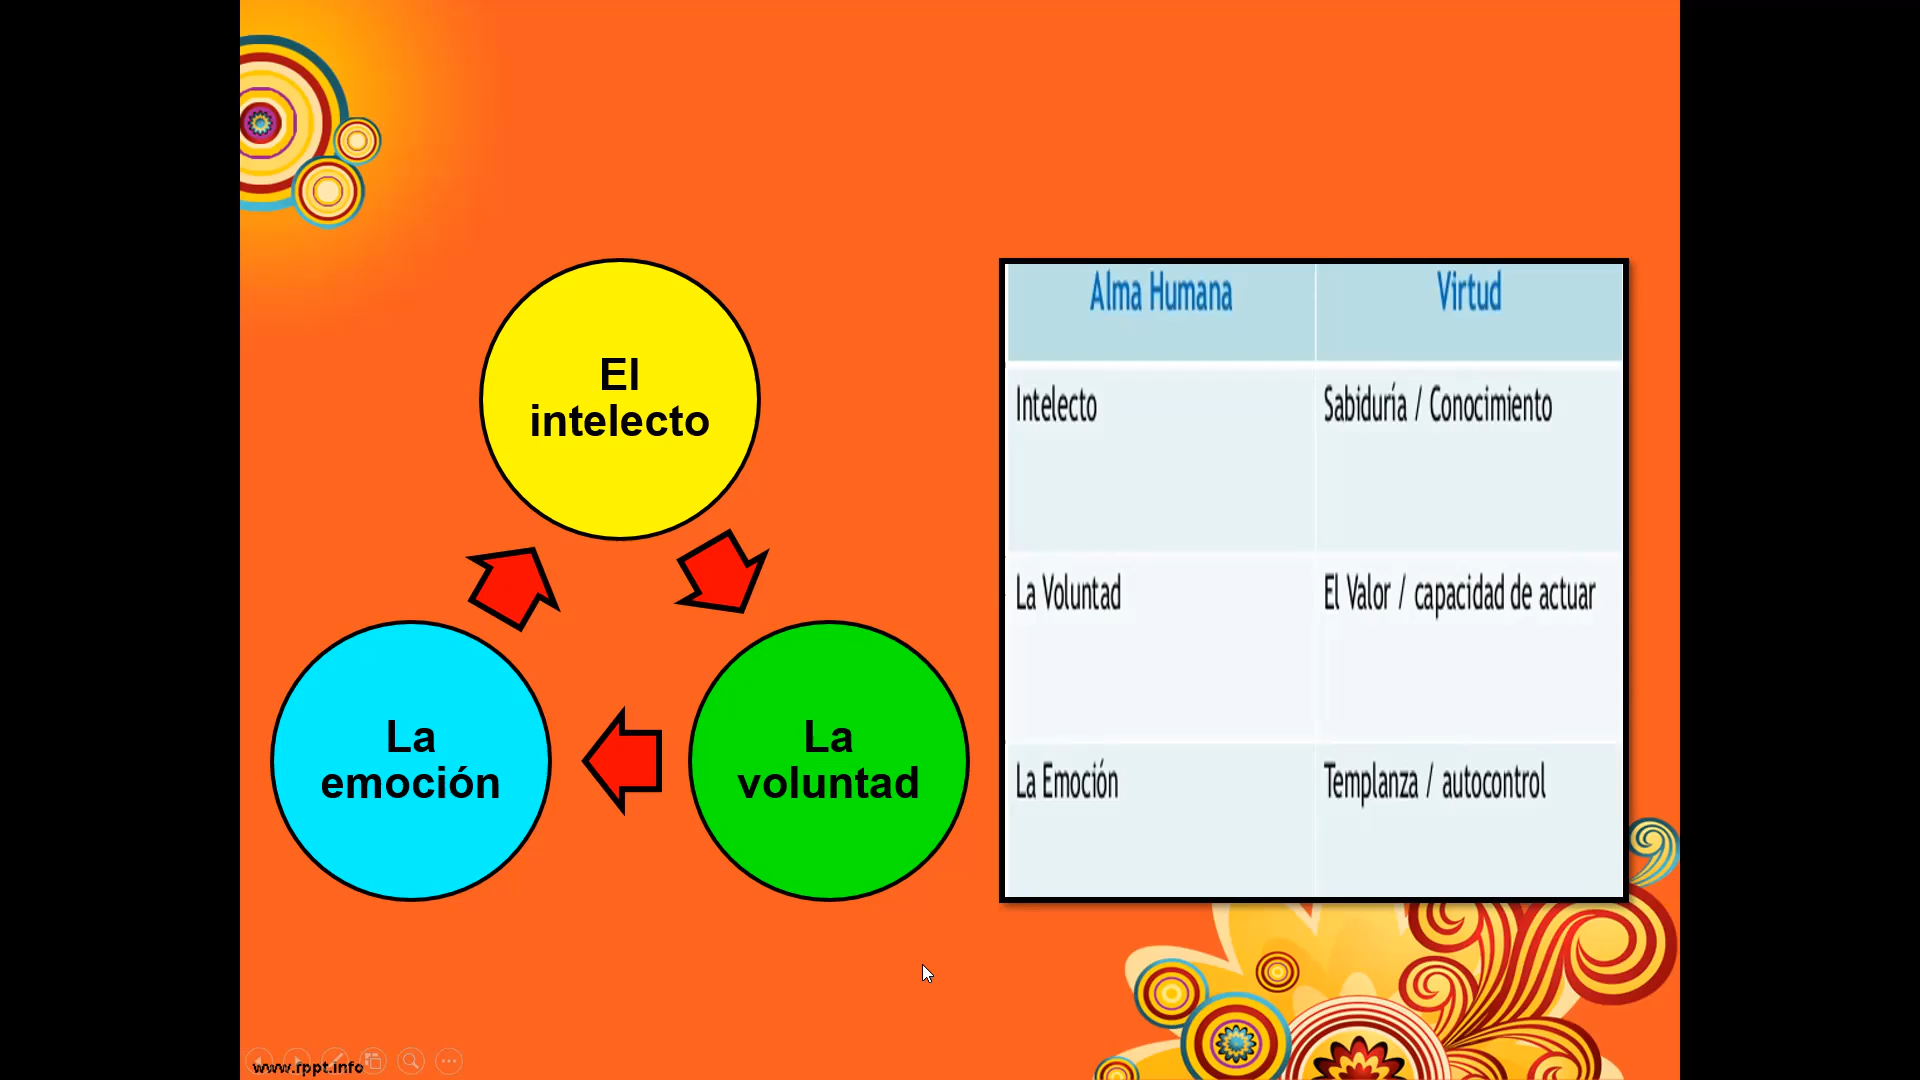 El
intelecto
La
voluntad
La
emoción
Alma Humana
Virtud
Intelecto
Sabiduría / Conocimiento
La Voluntad
El Valor / capacidad de actuar
La Emoción
Templanza / autocontrol
www.fppt.info